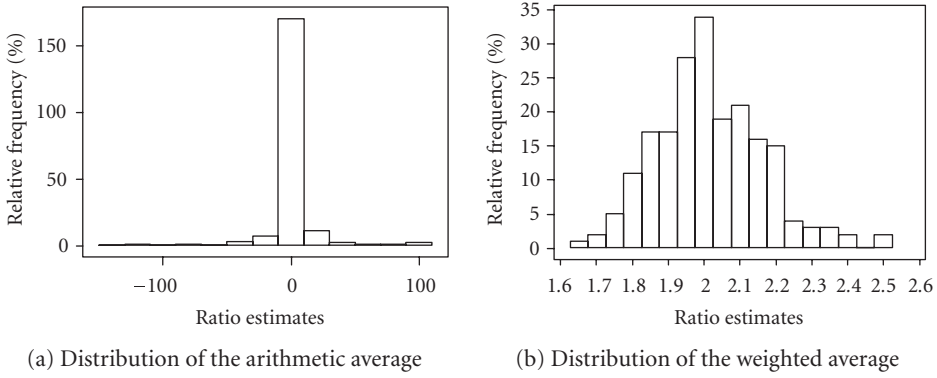 Relative frequency (%)
150
100
50
0
−100
0
100
Ratio estimates
(a) Distribution of the arithmetic average
Relative frequency (%)
35
30
25
20
15
10
5
0
1.6 1.7 1.8 1.9 2 2.1 2.2 2.3 2.4 2.5 2.6
Ratio estimates
(b) Distribution of the weighted average